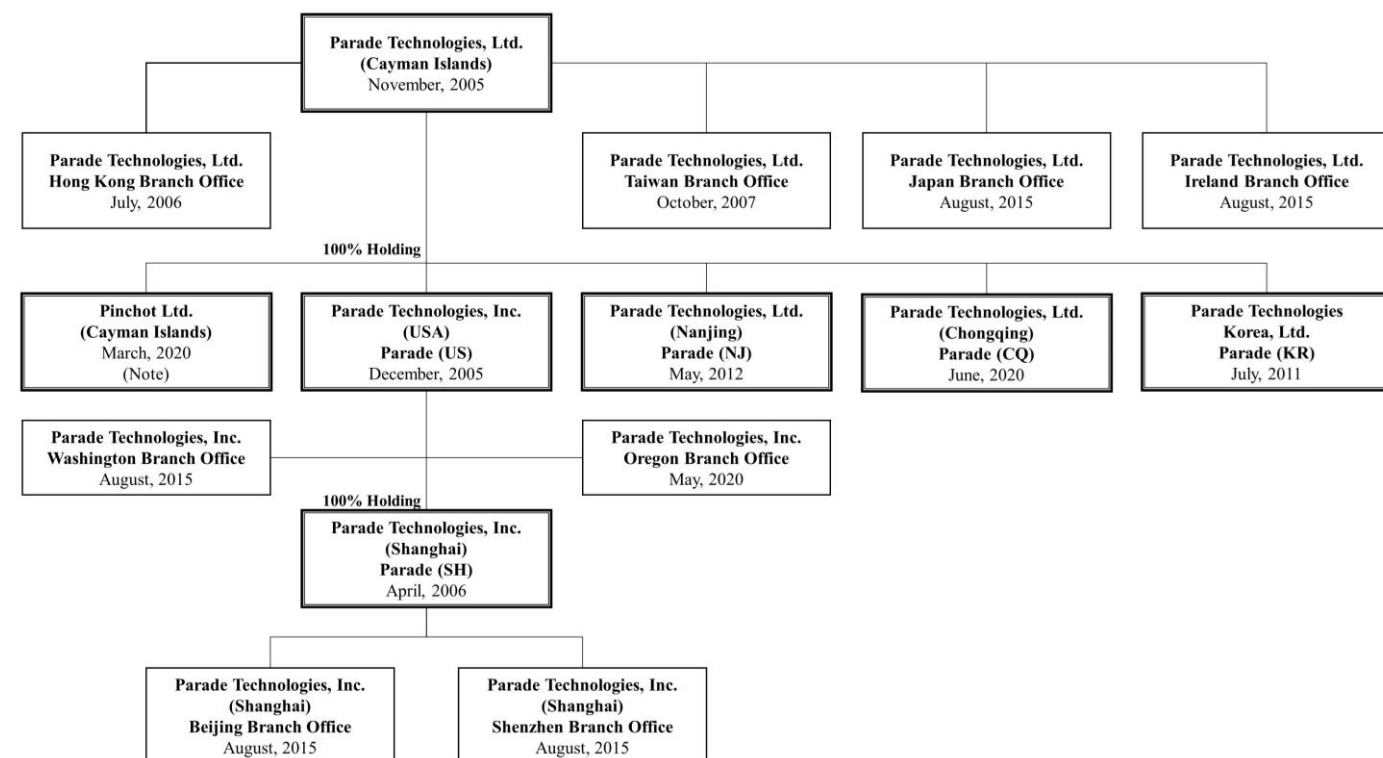 Parade Technologies, Ltd.
(Cayman Islands)
November, 2005
Parade Technologies, Ltd.
Hong Kong Branch Office
July, 2006
Parade Technologies, Ltd.
Taiwan Branch Office
October, 2007
Parade Technologies, Ltd.
Japan Branch Office
August, 2015
Parade Technologies, Ltd.
Ireland Branch Office
August, 2015
100% Holding
Pinchot Ltd.
(Cayman Islands)
March, 2020
(Note)
Parade Technologies, Inc.
(USA)
Parade (US)
December, 2005
Parade Technologies, Ltd.
(Nanjing)
Parade (NJ)
May, 2012
Parade Technologies, Ltd.
(Chongqing)
Parade (CQ)
June, 2020
Parade Technologies
Korea, Ltd.
Parade (KR)
July, 2011
Parade Technologies, Inc.
Washington Branch Office
August, 2015
Parade Technologies, Inc.
Oregon Branch Office
May, 2020
100% Holding
Parade Technologies, Inc.
(Shanghai)
Parade (SH)
April, 2006
Parade Technologies, Inc.
(Shanghai)
Beijing Branch Office
August, 2015
Parade Technologies, Inc.
(Shanghai)
Shenzhen Branch Office
August, 2015